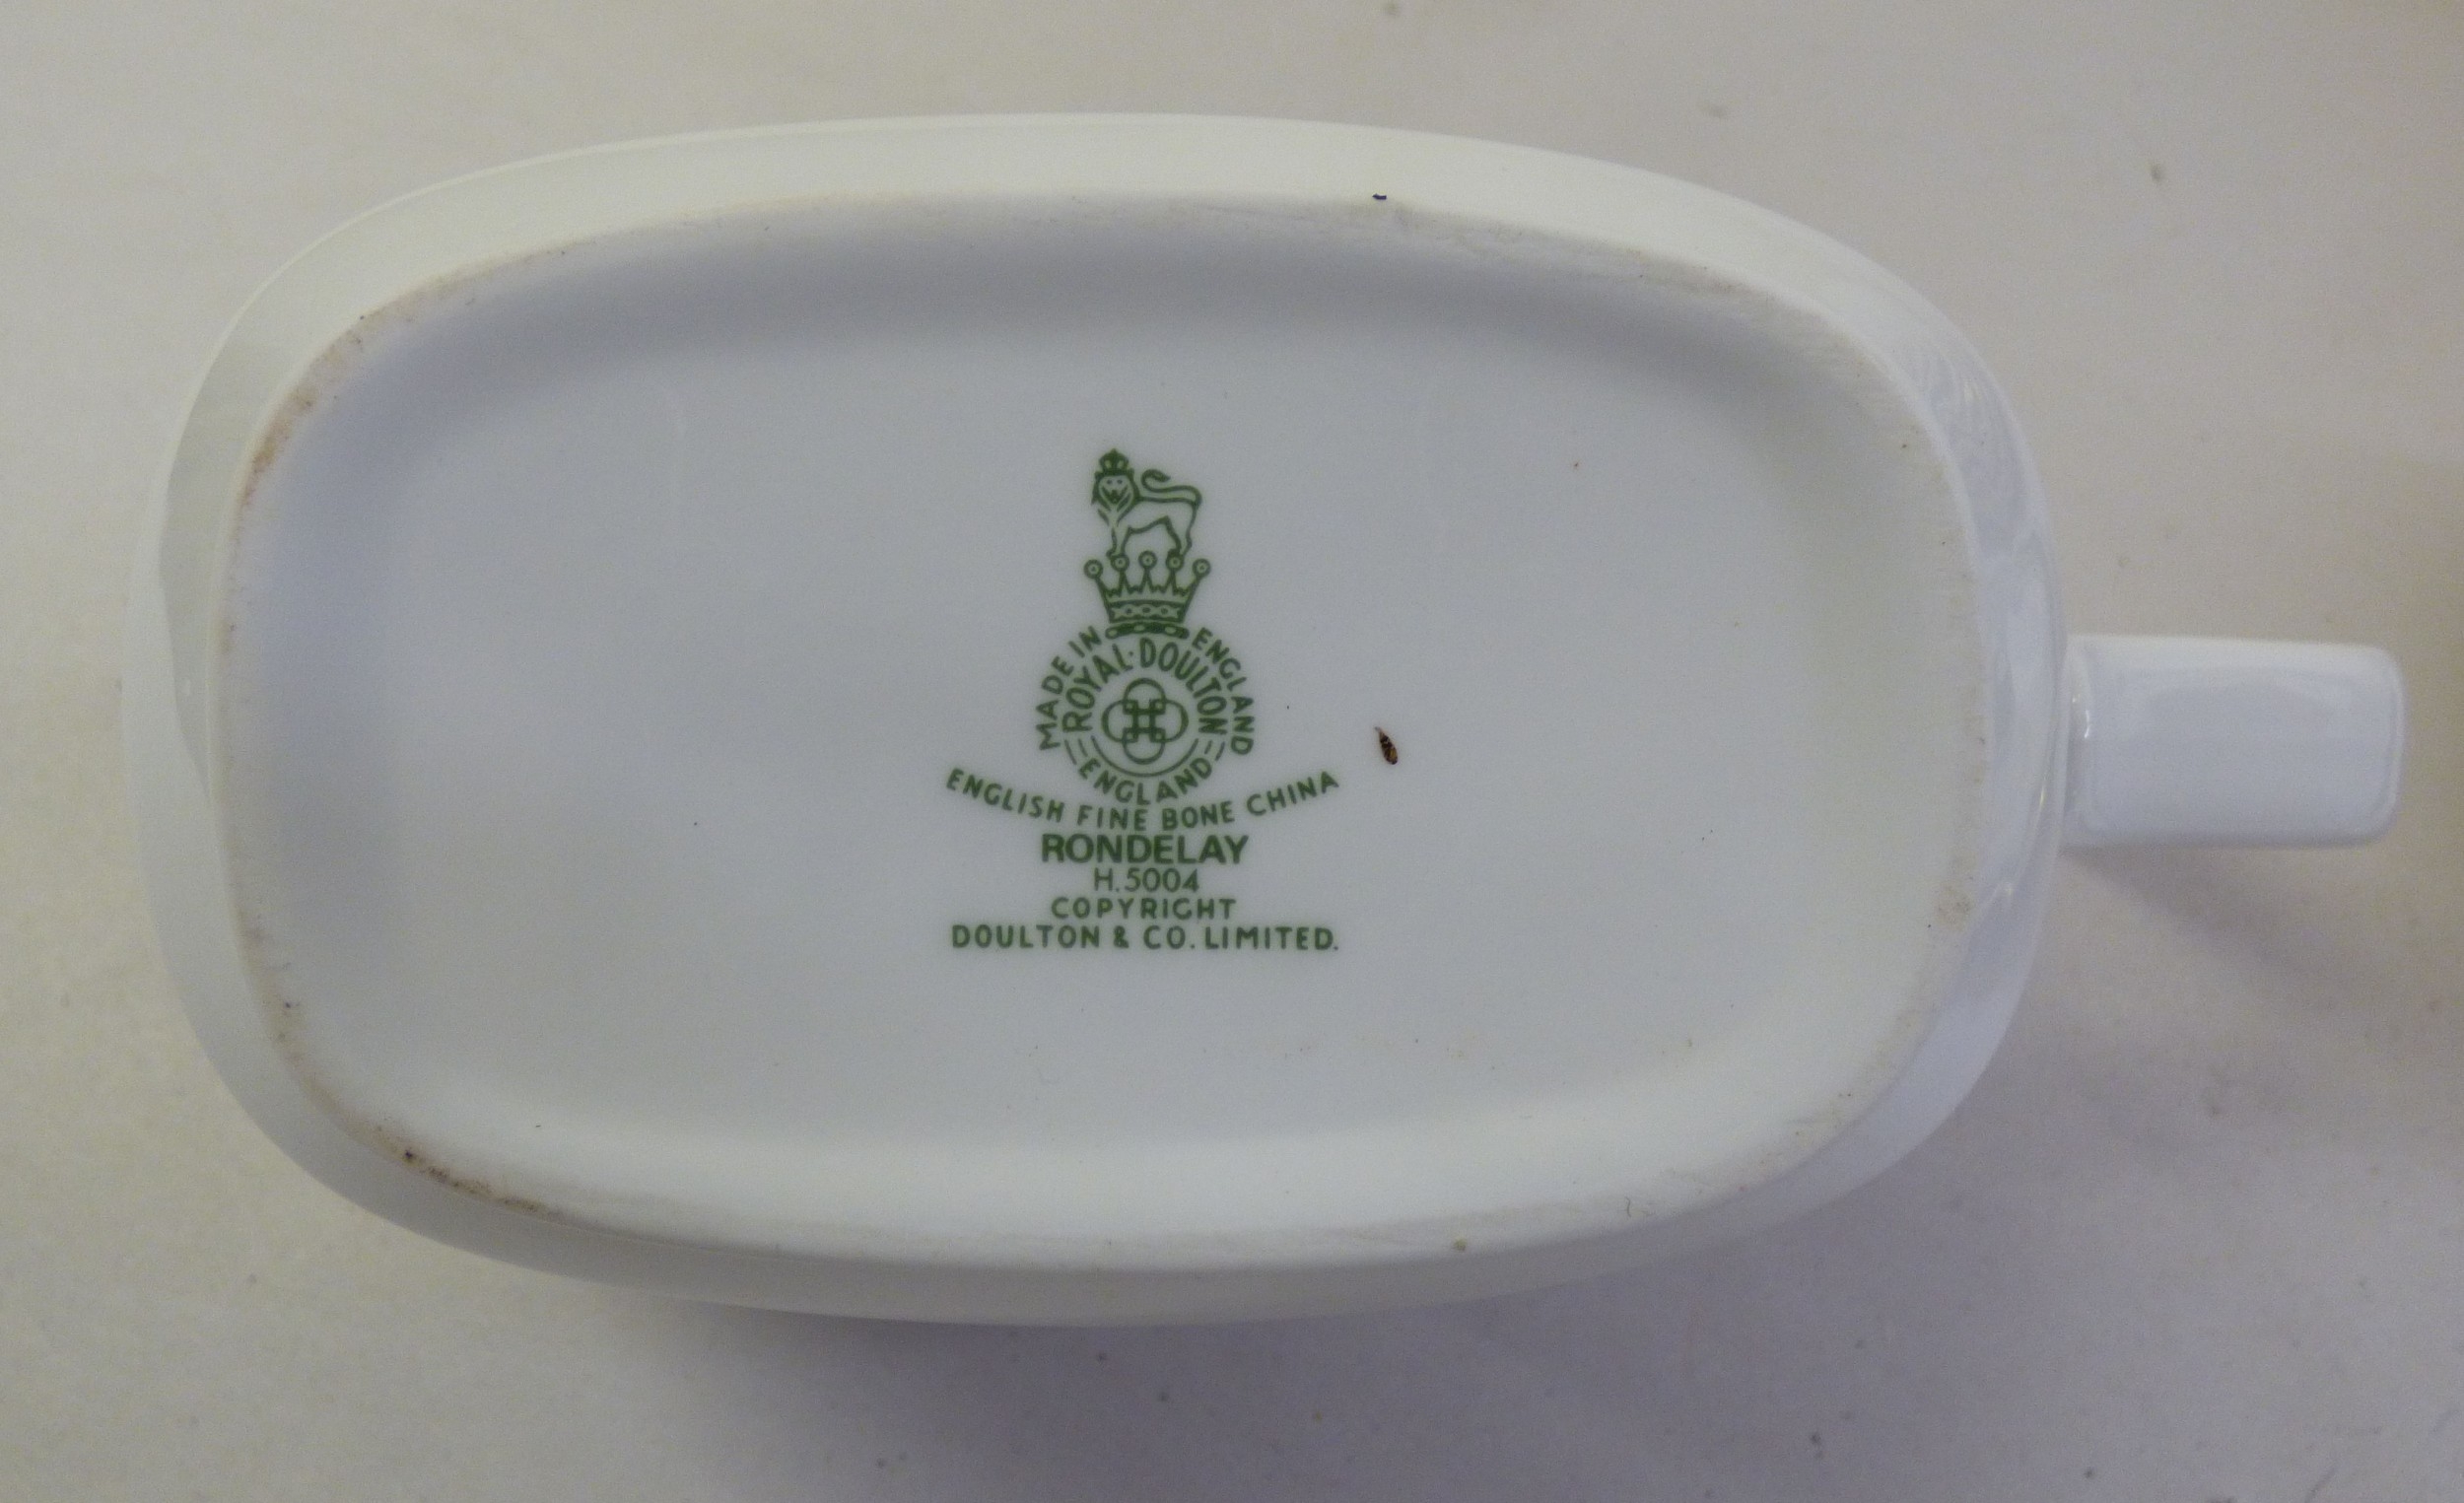 MADE IN ENGLAND
ROYAL·DOULTON
ENGLAND
ENGLISH FINE BONE CHINA
RONDELAY
H.5004
COPYRIGHT
DOULTON & CO. LIMITED.